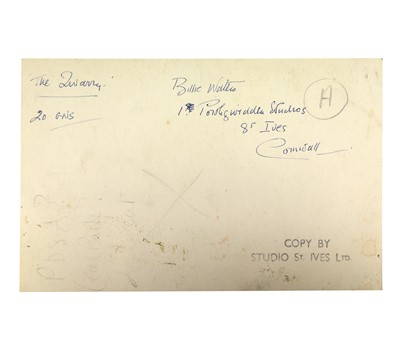 The Quarry.
20 GNS
Billie Waters
1 Porthgwidden Studios
St Ives
Cornwall
A
COPY BY
STUDIO ST. IVES LTD.